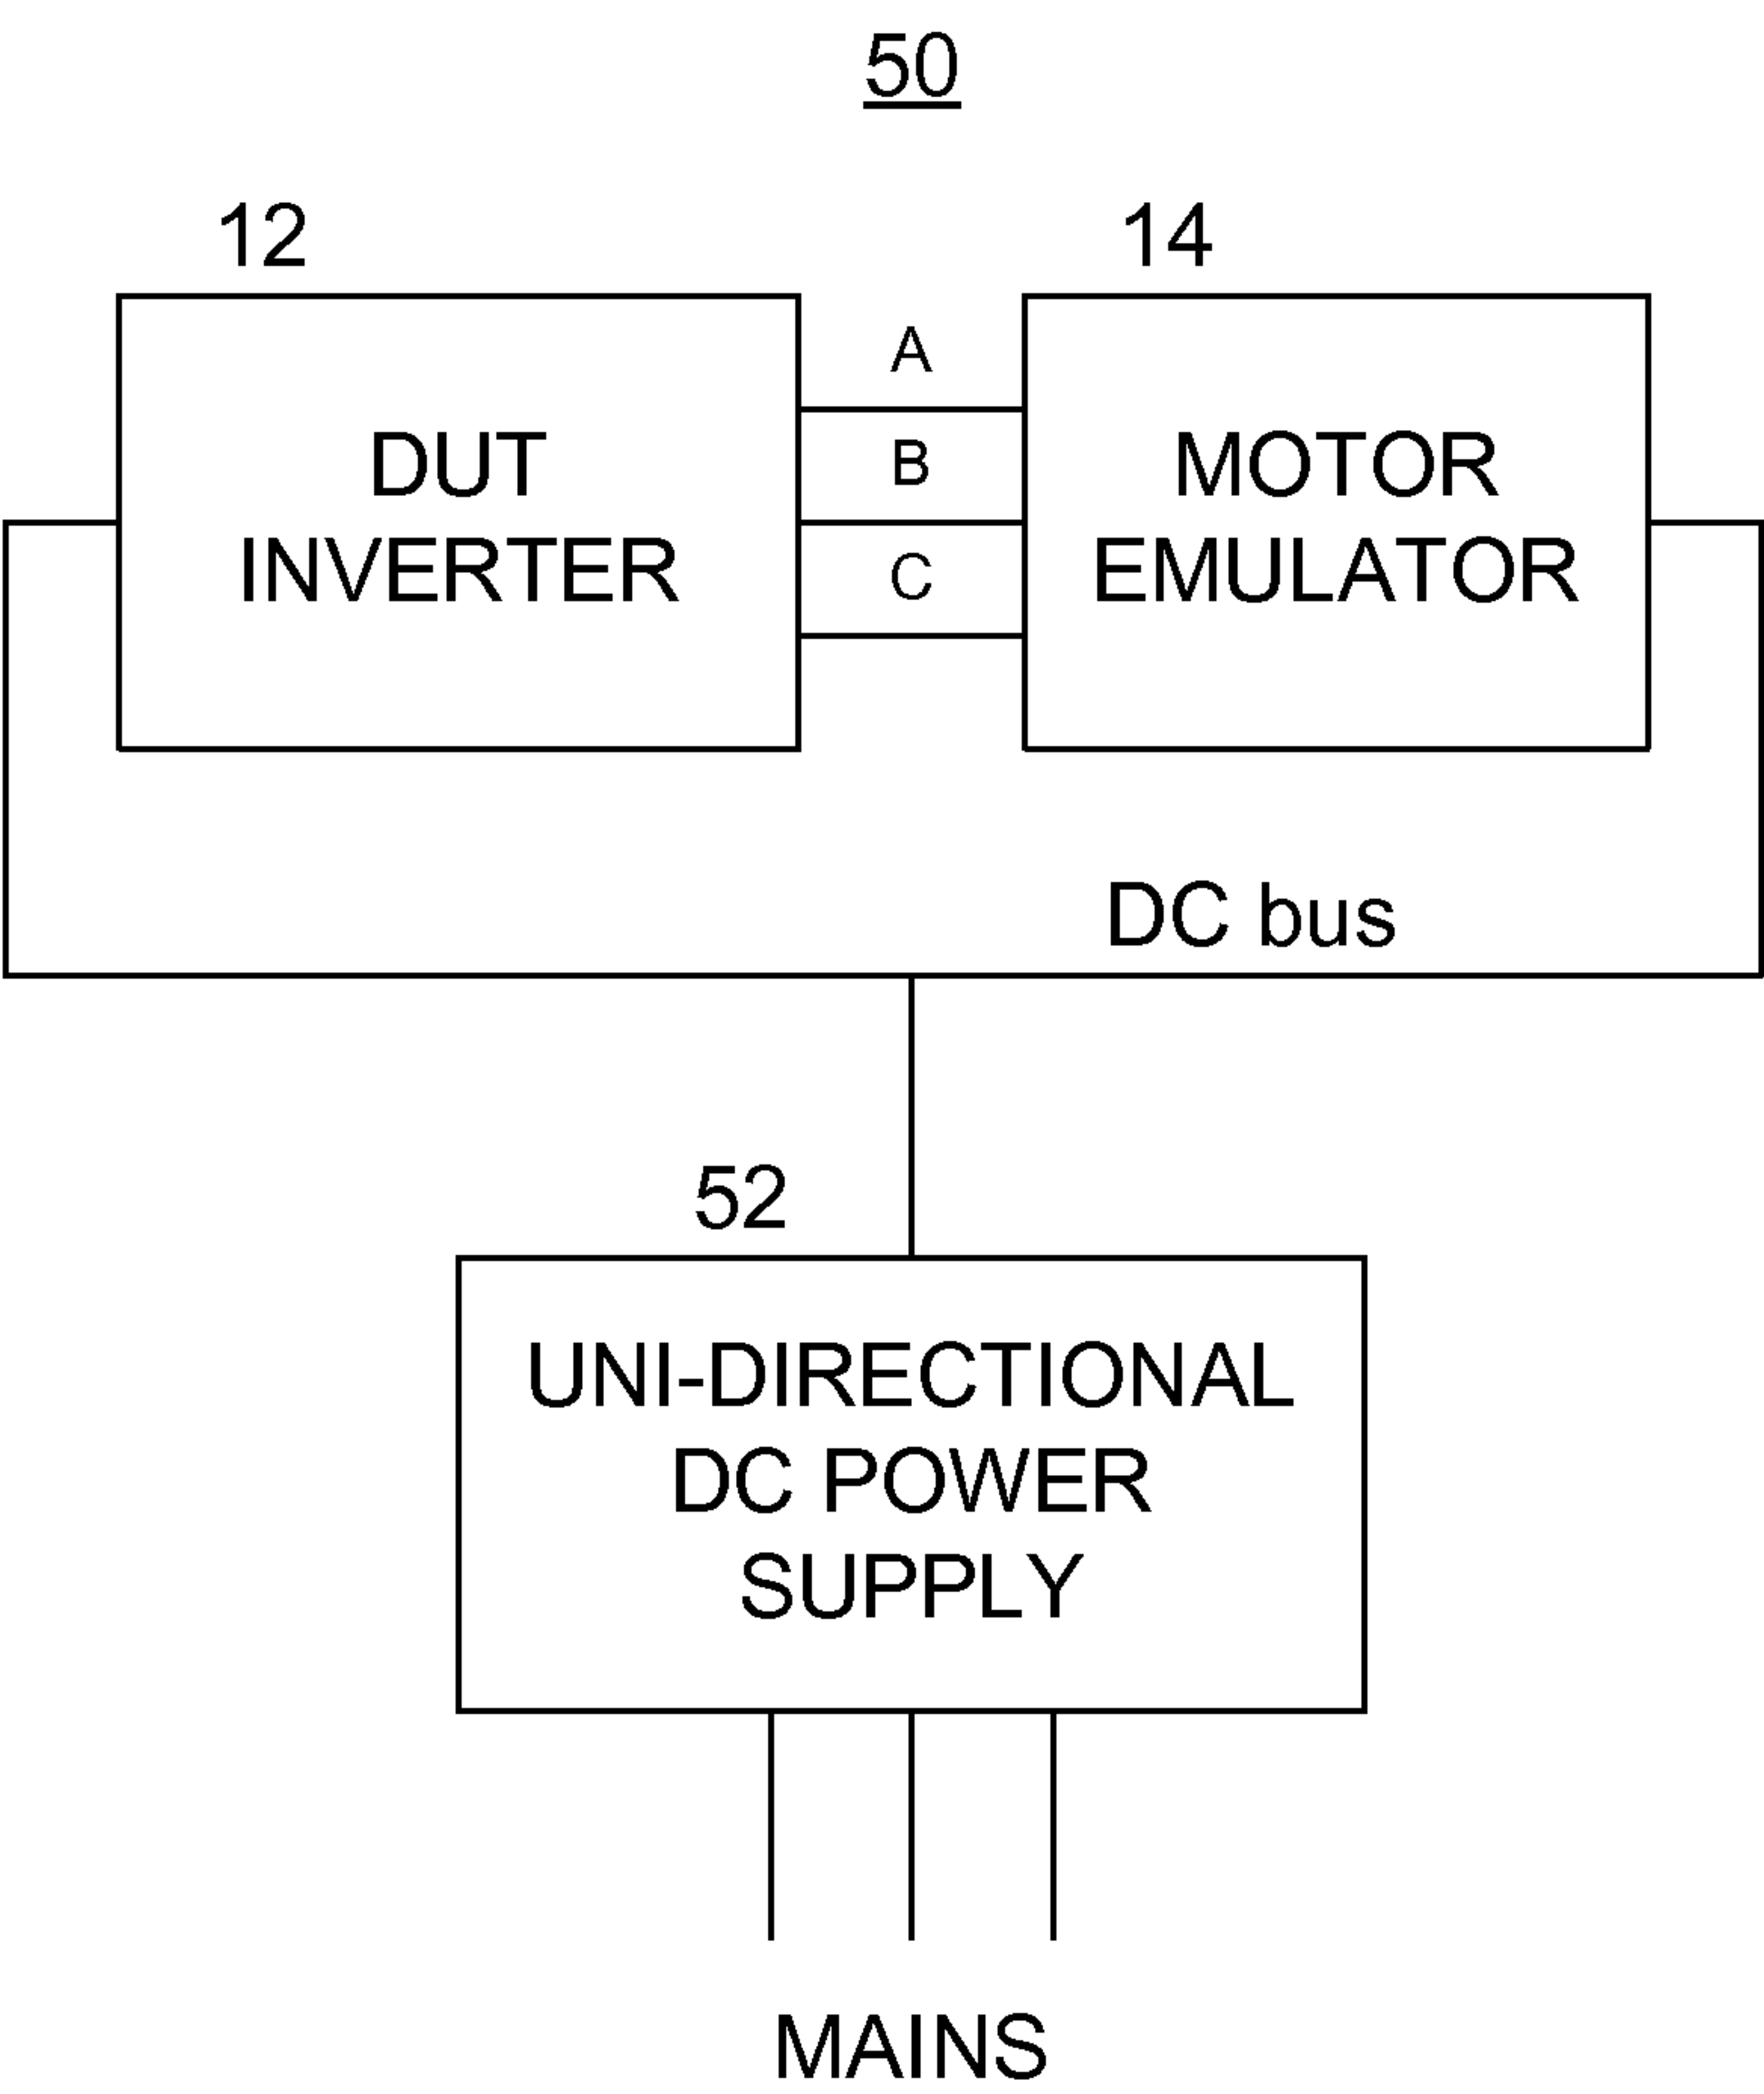 50
12
14
A
DUT
INVERTER
B
C
MOTOR
EMULATOR
DC bus
52
UNI-DIRECTIONAL
DC POWER
SUPPLY
MAINS